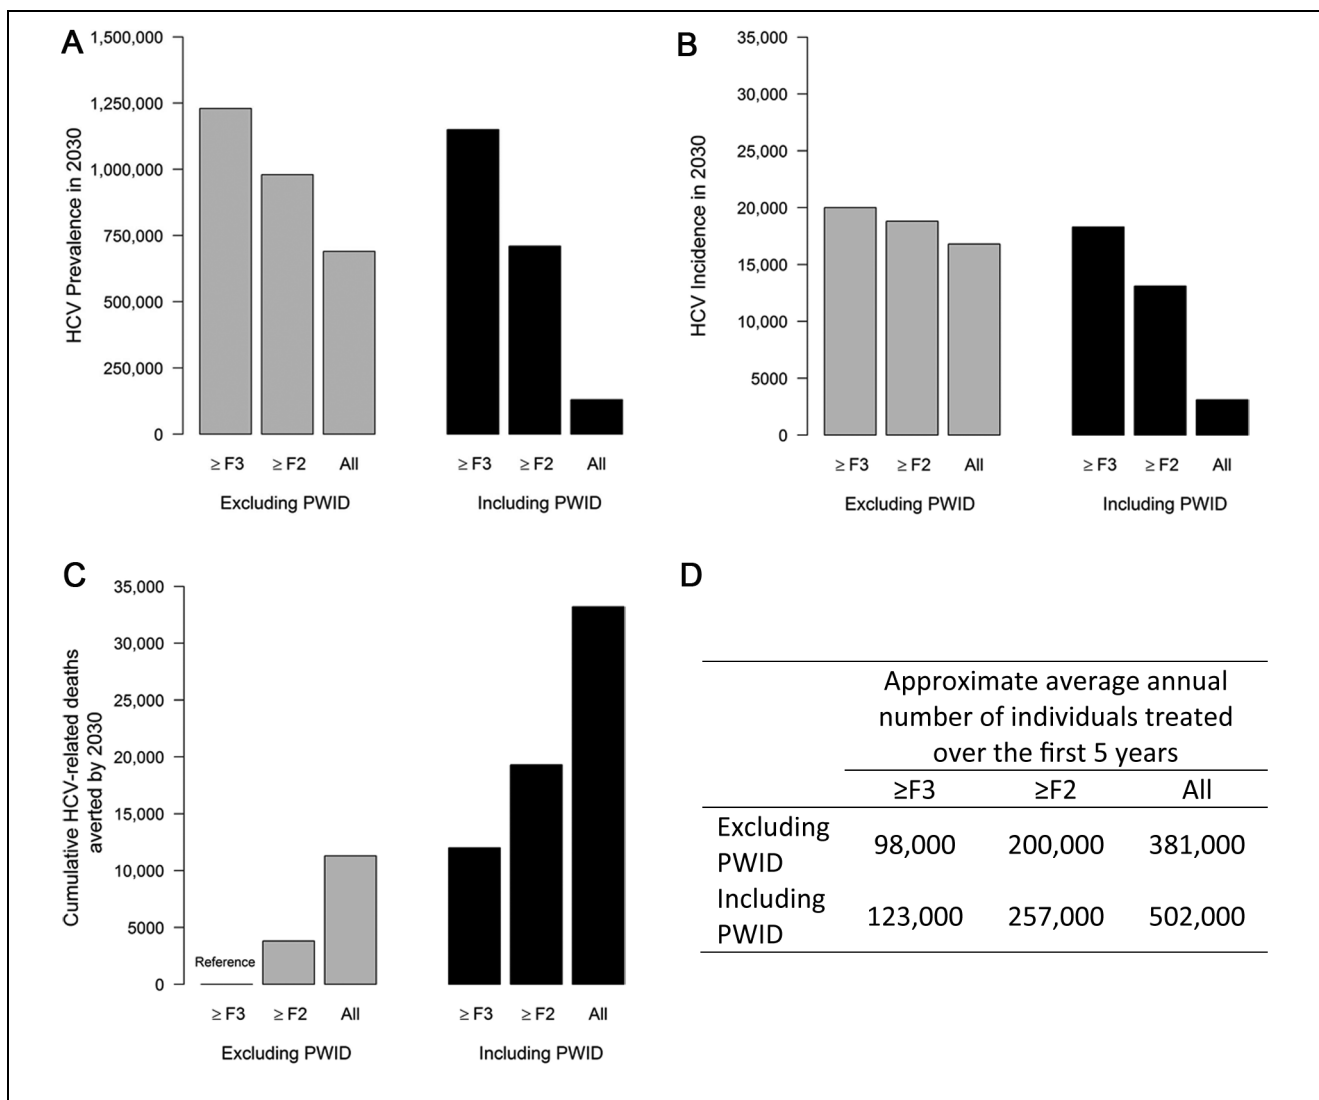 A
HCV Prevalence in 2030
1,500,000
1,250,000
1,000,000
750,000
500,000
250,000
0
≥ F3 ≥ F2 All ≥ F3 ≥ F2 All
Excluding PWID Including PWID
B
HCV Incidence in 2030
35,000
30,000
25,000
20,000
15,000
10,000
5000
0
≥ F3 ≥ F2 All ≥ F3 ≥ F2 All
Excluding PWID Including PWID
C
Cumulative HCV-related deaths
averted by 2030
35,000
30,000
25,000
20,000
15,000
10,000
5000
0
Reference
≥ F3 ≥ F2 All ≥ F3 ≥ F2 All
Excluding PWID Including PWID
D
Approximate average annual
number of individuals treated
over the first 5 years
≥F3 ≥F2 All
Excluding
PWID
98,000 200,000 381,000
Including
PWID
123,000 257,000 502,000